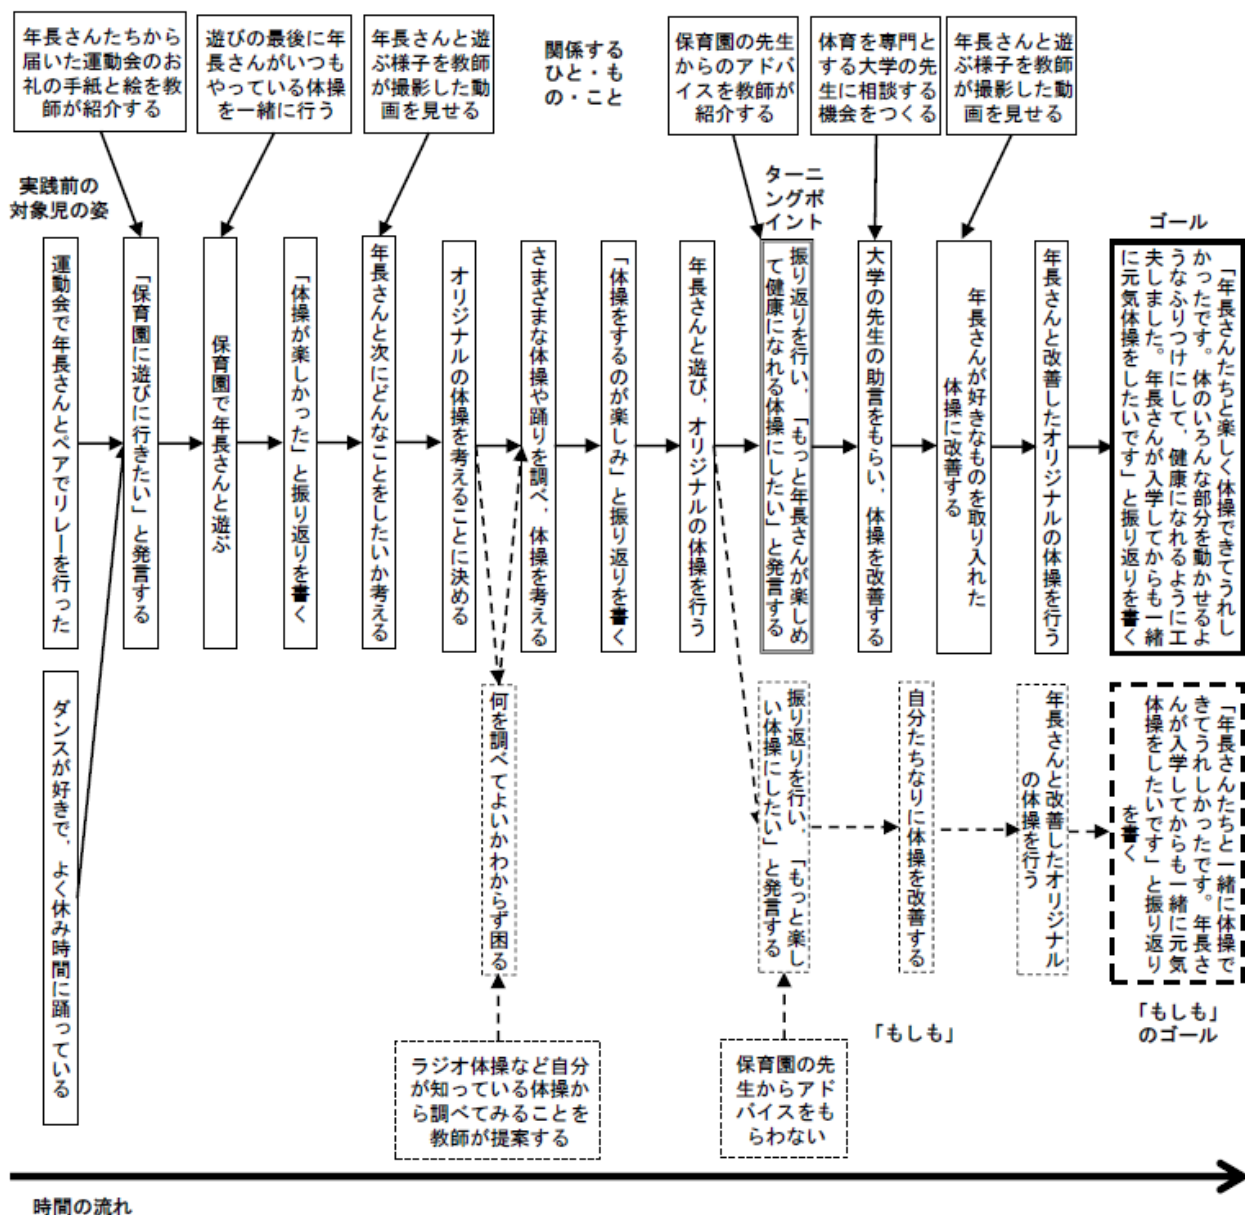 年長さんたちから
届いた運動会のお
礼の手紙と絵を教
師が紹介する
遊びの最後に年
長さんがいつも
やっている体操
を一緒に行う
年長さんと遊
ぶ様子を教師
が撮影した動
画を見せる
関係する
ひと・も
の・こと
保育園の先生
からのアドバ
イスを教師が
紹介する
体育を専門と
する大学の先
生に相談する
機会をつくる
年長さんと遊
ぶ様子を教師
が撮影した動
画を見せる
実践前の
対象児の姿
ターニ
ングポ
イント
ゴール
運動会で年長さんとペアでリレーを行った
「保育園に遊びに行きたい」と発言する
保育園で年長さんと遊ぶ
「体操が楽しかった」と振り返りを書く
年長さんと次にどんなことをしたいか考える
オリジナルの体操を考えることに決める
さまざまな体操や踊りを調べ、体操を考える
「体操をするのが楽しみ」と振り返りを書く
年長さんと遊び、オリジナルの体操を行う
振り返りを行い、「もっと年長さんが楽しめ
て健康になれる体操にしたい」と発言する
大学の先生の助言をもらい、体操を改善する
年長さんが好きなものを取り入れた
体操に改善する
年長さんと改善したオリジナルの体操を行う
「年長さんたちと楽しく体操できてうれし
かったです。体のいろんな部分を動かせるよ
うなふりつけにして、健康になれるように工
夫しました。年長さんが入学してからも一緒
に元気体操をしたいです」と振り返りを書く
ダンスが好きで、よく休み時間に踊っている
何を調べてよいかわからず困る
振り返りを行い、「もっと楽し
い体操にしたい」と発言する
自分たちなりに体操を改善する
年長さんと改善したオリジナル
の体操を行う
「年長さんたちと一緒に体操で
きてうれしかったです。年長さ
んが入学してからも一緒に元気
体操をしたいです」と振り返り
を書く
ラジオ体操など自分
が知っている体操か
ら調べてみることを
教師が提案する
保育園の先
生からアド
バイスをも
らわない
「もしも」
「もしも」
のゴール
時間の流れ